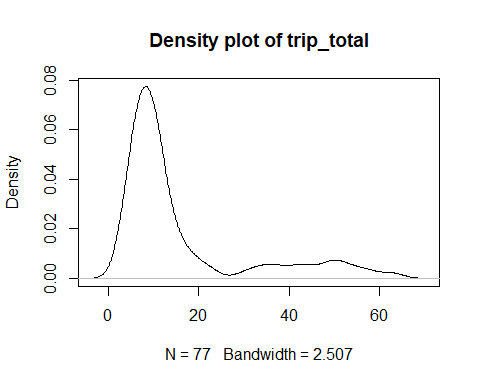 Density plot of trip_total
Density
0.08
0.06
0.04
0.02
0.00
0 20 40 60
N = 77 Bandwidth = 2.507